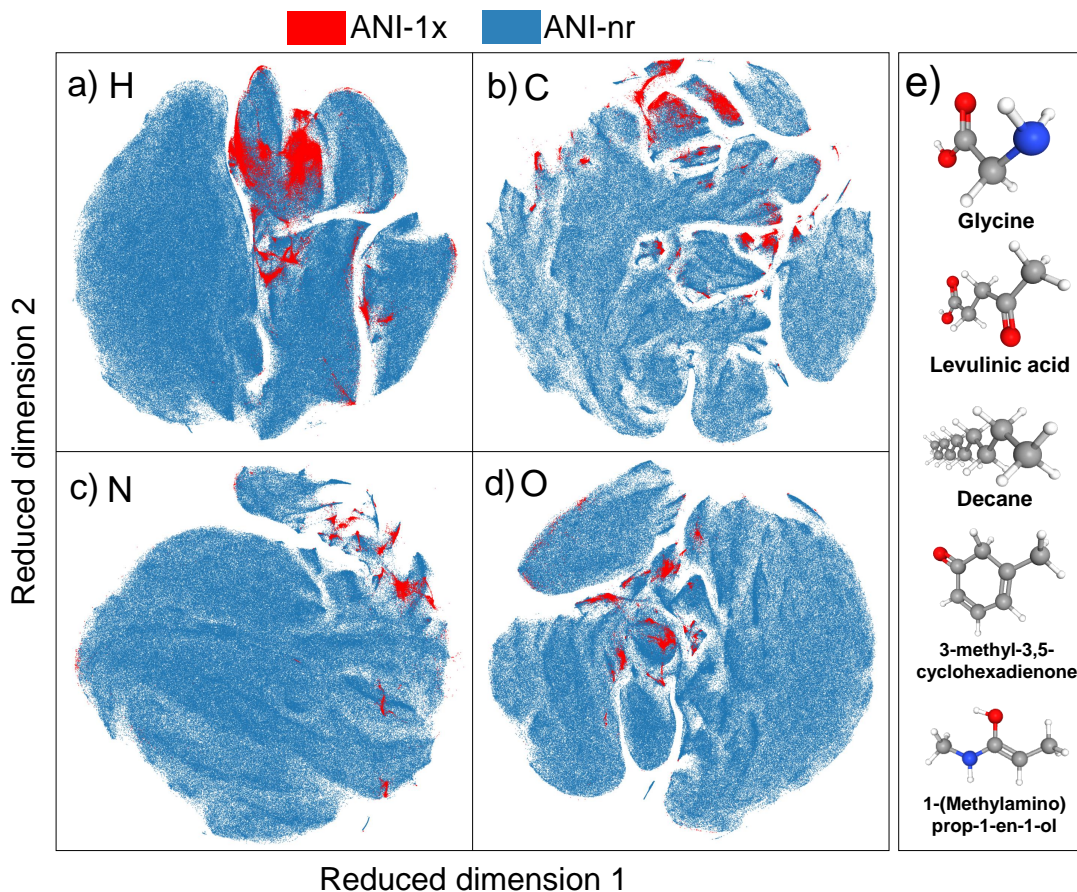 ANI-1x ANI-nr
a) H
b) C
c) N
d) O
e)
Glycine
Levulinic acid
Decane
3-methyl-3,5-
cyclohexadienone
1-(Methylamino)
prop-1-en-1-ol
Reduced dimension 2
Reduced dimension 1